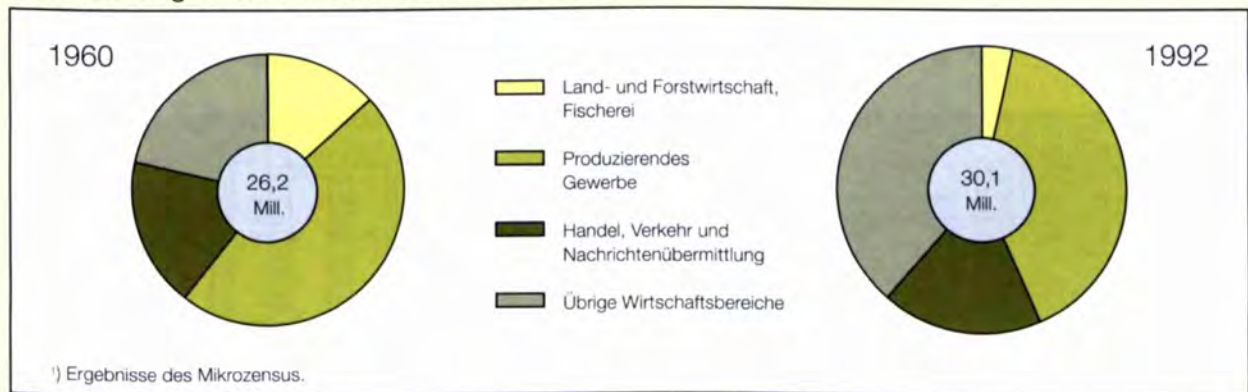 1960
1992
Land- und Forstwirtschaft,
Fischerei
Produzierendes
Gewerbe
Handel, Verkehr und
Nachrichtenübermittlung
Übrige Wirtschaftsbereiche
26,2
Mill.
30,1
Mill.
¹) Ergebnisse des Mikrozensus.